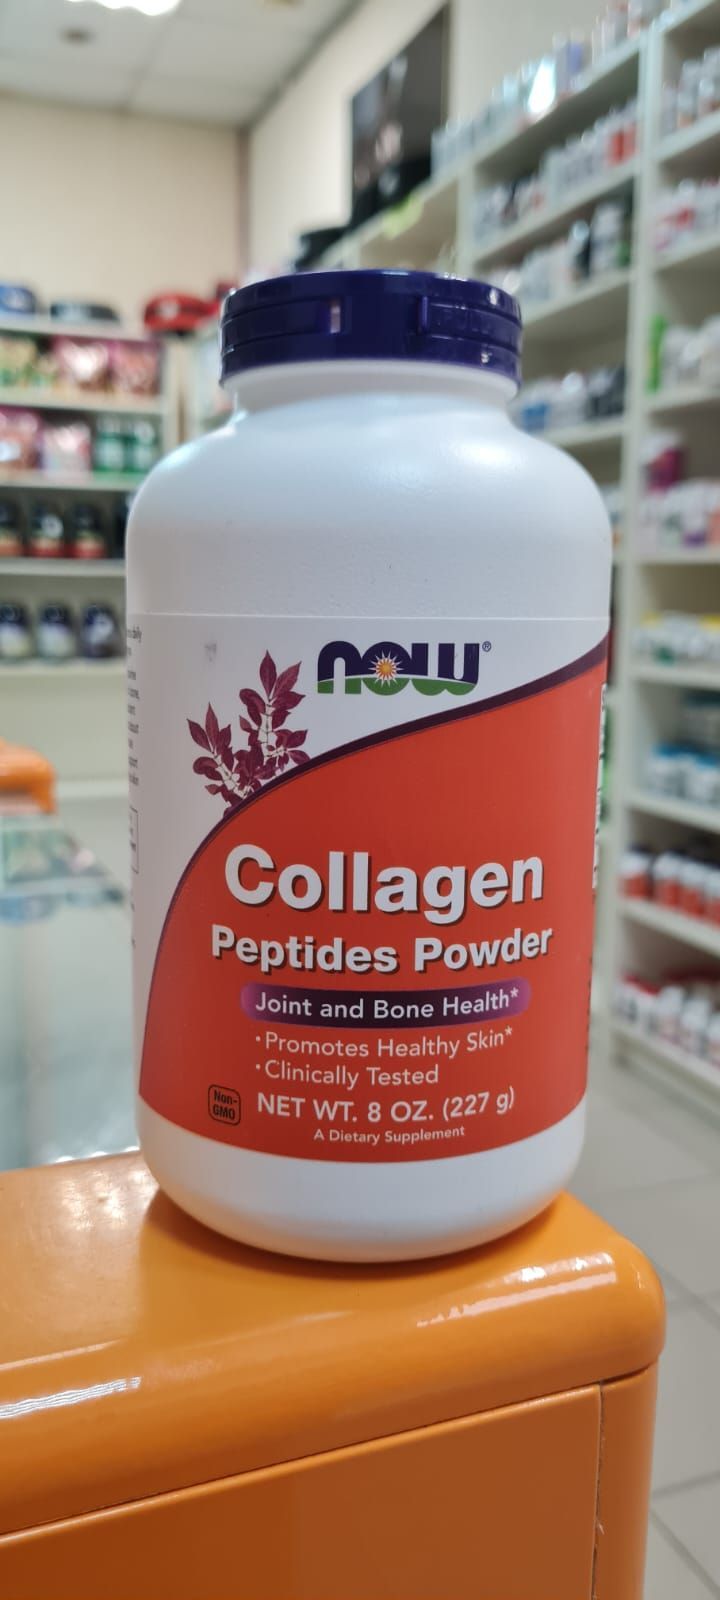 now®
Collagen
Peptides Powder
Joint and Bone Health*
• Promotes Healthy Skin*
• Clinically Tested
Non-
GMO
NET WT. 8 OZ. (227 g)
A Dietary Supplement